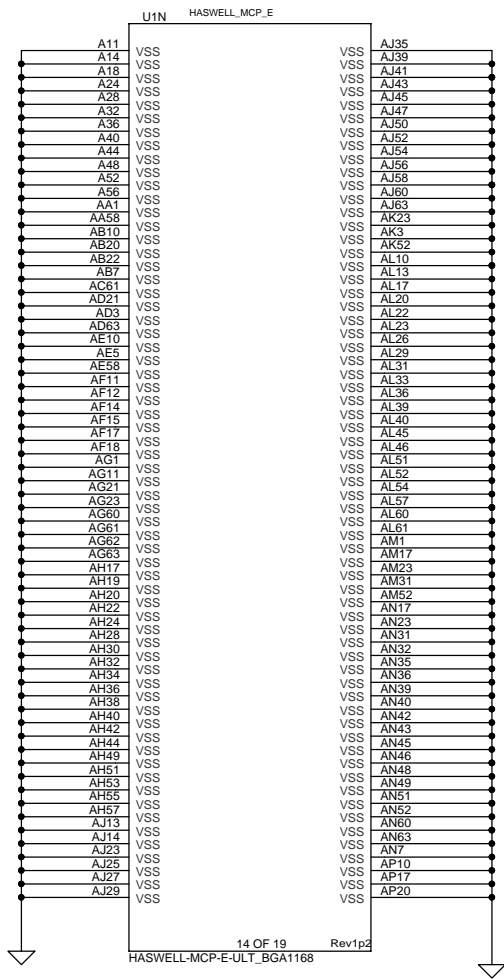 U1N HASWELL_MCP_E
A11 VSS VSS AJ35
A14 VSS VSS AJ39
A18 VSS VSS AJ41
A24 VSS VSS AJ43
A28 VSS VSS AJ45
A32 VSS VSS AJ47
A36 VSS VSS AJ50
A40 VSS VSS AJ52
A44 VSS VSS AJ54
A48 VSS VSS AJ56
A52 VSS VSS AJ58
A56 VSS VSS AJ60
AA1 VSS VSS AJ63
AA58 VSS VSS AK23
AB10 VSS VSS AK3
AB20 VSS VSS AK52
AB22 VSS VSS AL10
AB7 VSS VSS AL13
AC61 VSS VSS AL17
AD21 VSS VSS AL20
AD3 VSS VSS AL22
AD63 VSS VSS AL23
AE10 VSS VSS AL26
AE5 VSS VSS AL29
AE58 VSS VSS AL31
AF11 VSS VSS AL33
AF12 VSS VSS AL36
AF14 VSS VSS AL39
AF15 VSS VSS AL40
AF17 VSS VSS AL45
AF18 VSS VSS AL46
AG1 VSS VSS AL51
AG11 VSS VSS AL52
AG21 VSS VSS AL54
AG23 VSS VSS AL57
AG60 VSS VSS AL60
AG61 VSS VSS AL61
AG62 VSS VSS AM1
AG63 VSS VSS AM17
AH17 VSS VSS AM23
AH19 VSS VSS AM31
AH20 VSS VSS AM52
AH22 VSS VSS AN17
AH24 VSS VSS AN23
AH28 VSS VSS AN31
AH30 VSS VSS AN32
AH32 VSS VSS AN35
AH34 VSS VSS AN36
AH36 VSS VSS AN39
AH38 VSS VSS AN40
AH40 VSS VSS AN42
AH42 VSS VSS AN43
AH44 VSS VSS AN45
AH49 VSS VSS AN46
AH51 VSS VSS AN48
AH53 VSS VSS AN49
AH55 VSS VSS AN51
AH57 VSS VSS AN52
AJ13 VSS VSS AN60
AJ14 VSS VSS AN63
AJ23 VSS VSS AN7
AJ25 VSS VSS AP10
AJ27 VSS VSS AP17
AJ29 VSS VSS AP20
14 OF 19 Rev1p2
HASWELL-MCP-E-ULT_BGA1168